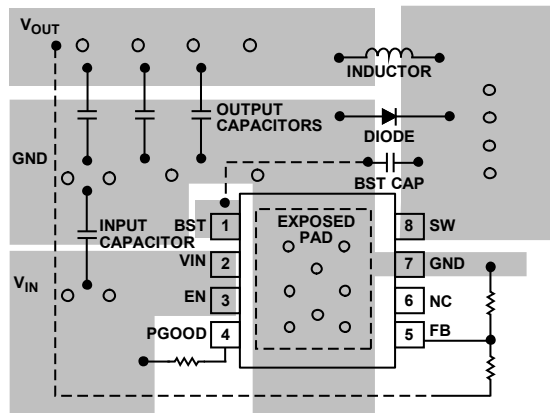 VOUT
INDUCTOR
OUTPUT
CAPACITORS
DIODE
GND
BST CAP
INPUT
CAPACITOR
BST 1
EXPOSED
PAD
8 SW
VIN 2
7 GND
VIN
EN 3
6 NC
PGOOD 4
5 FB